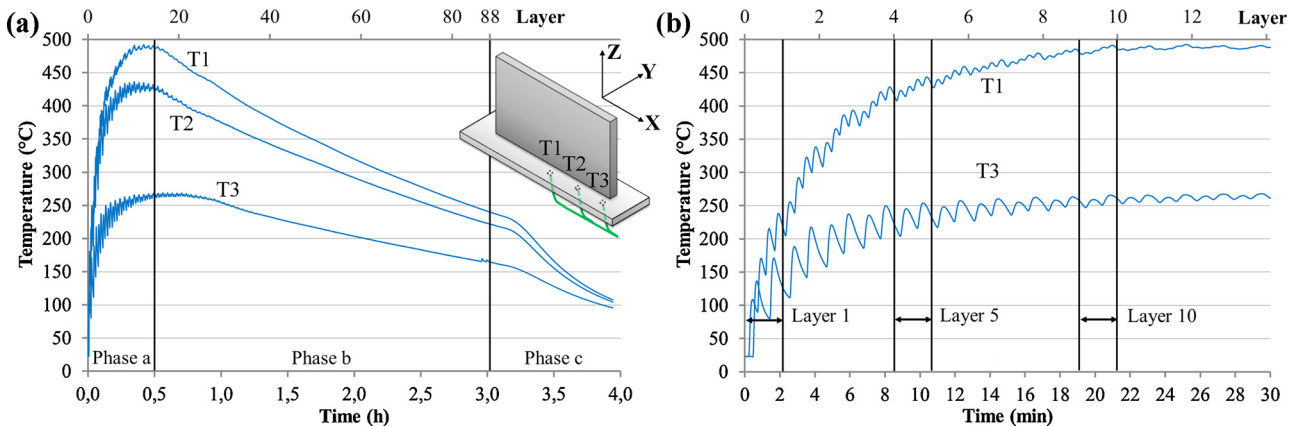 (a)
0 20 40 60 80 88 Layer
500
450
400
350
300
250
200
150
100
50
0
Temperature (°C)
T1
T2
T3
Z
Y
X
T1
T2
T3
Phase a
Phase b
Phase c
0,0 0,5 1,0 1,5 2,0 2,5 3,0 3,5 4,0
Time (h)
(b)
0 2 4 6 8 10 12 Layer
500
450
400
350
300
250
200
150
100
50
0
Temperature (°C)
T1
T3
Layer 1
Layer 5
Layer 10
0 2 4 6 8 10 12 14 16 18 20 22 24 26 28 30
Time (min)